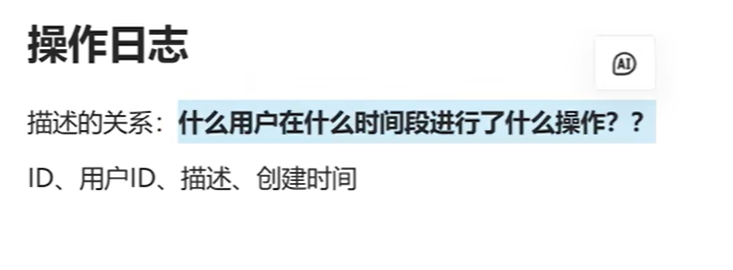 操作日志
AI
描述的关系：什么用户在什么时间段进行了什么操作？？
ID、用户ID、描述、创建时间